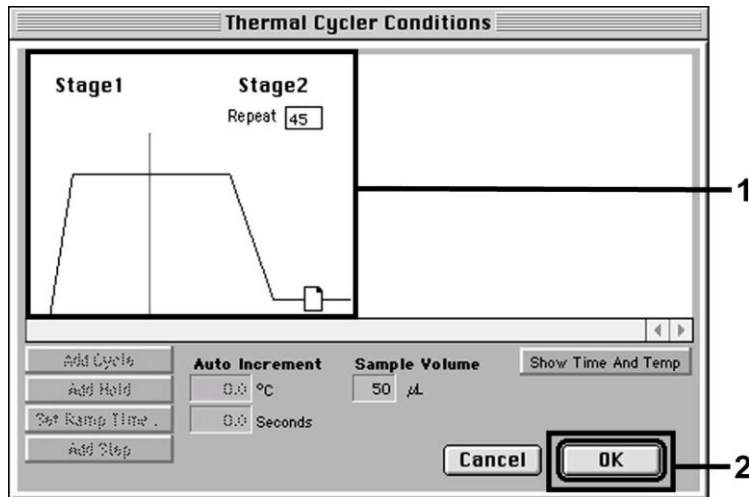 Thermal Cycler Conditions
Stage1 Stage2
Repeat 45
1
Add Cycle
Add Hold
Set Ramp Time .
Add Step
Auto Increment
0.0 °C
0.0 Seconds
Sample Volume
50 µL
Show Time And Temp
Cancel OK
2